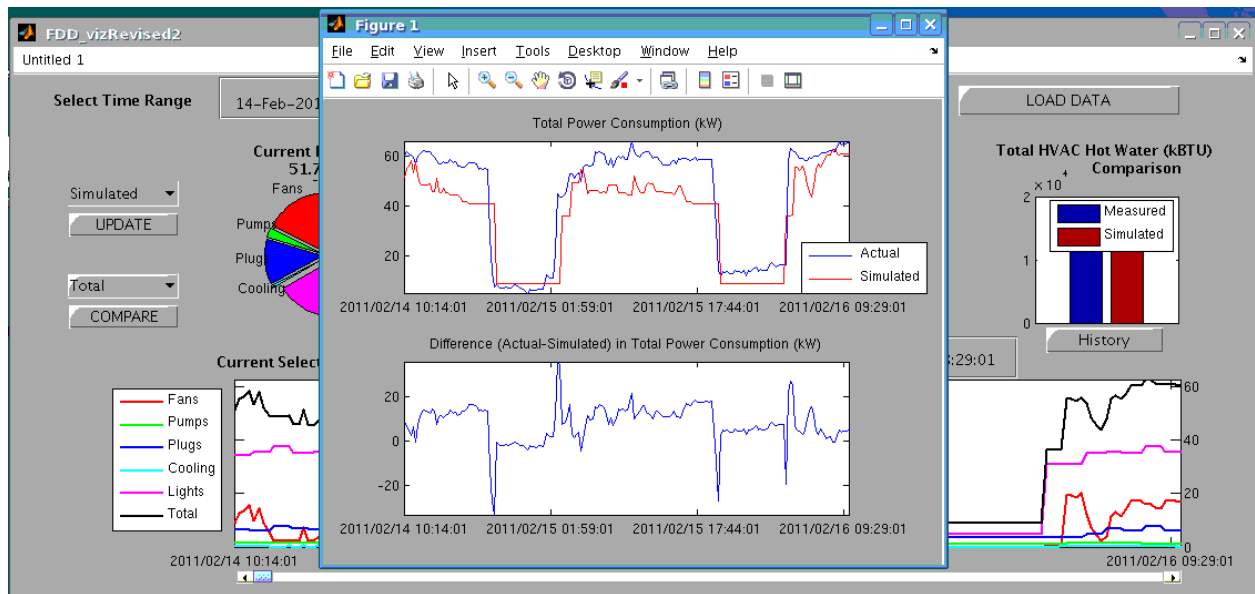 FDD_vizRevised2
Untitled 1
Select Time Range
14-Feb-201
Simulated
UPDATE
Total
COMPARE
51.7
Fans
Pumps
Plugs
Cooling
Current Selec
Fans
Pumps
Plugs
Cooling
Lights
Total
2011/02/14 10:14:01
Figure 1
File Edit View Insert Tools Desktop Window Help
Total Power Consumption (kW)
60
40
20
Actual
Simulated
2011/02/14 10:14:01 2011/02/15 01:59:01 2011/02/15 17:44:01 2011/02/16 09:29:01
Difference (Actual-Simulated) in Total Power Consumption (kW)
20
0
-20
2011/02/14 10:14:01 2011/02/15 01:59:01 2011/02/15 17:44:01 2011/02/16 09:29:01
LOAD DATA
Total HVAC Hot Water (kBTU)
Comparison
× 10 4
2
1
0
Measured
Simulated
History
:29:01
60
40
20
0
2011/02/16 09:29:01